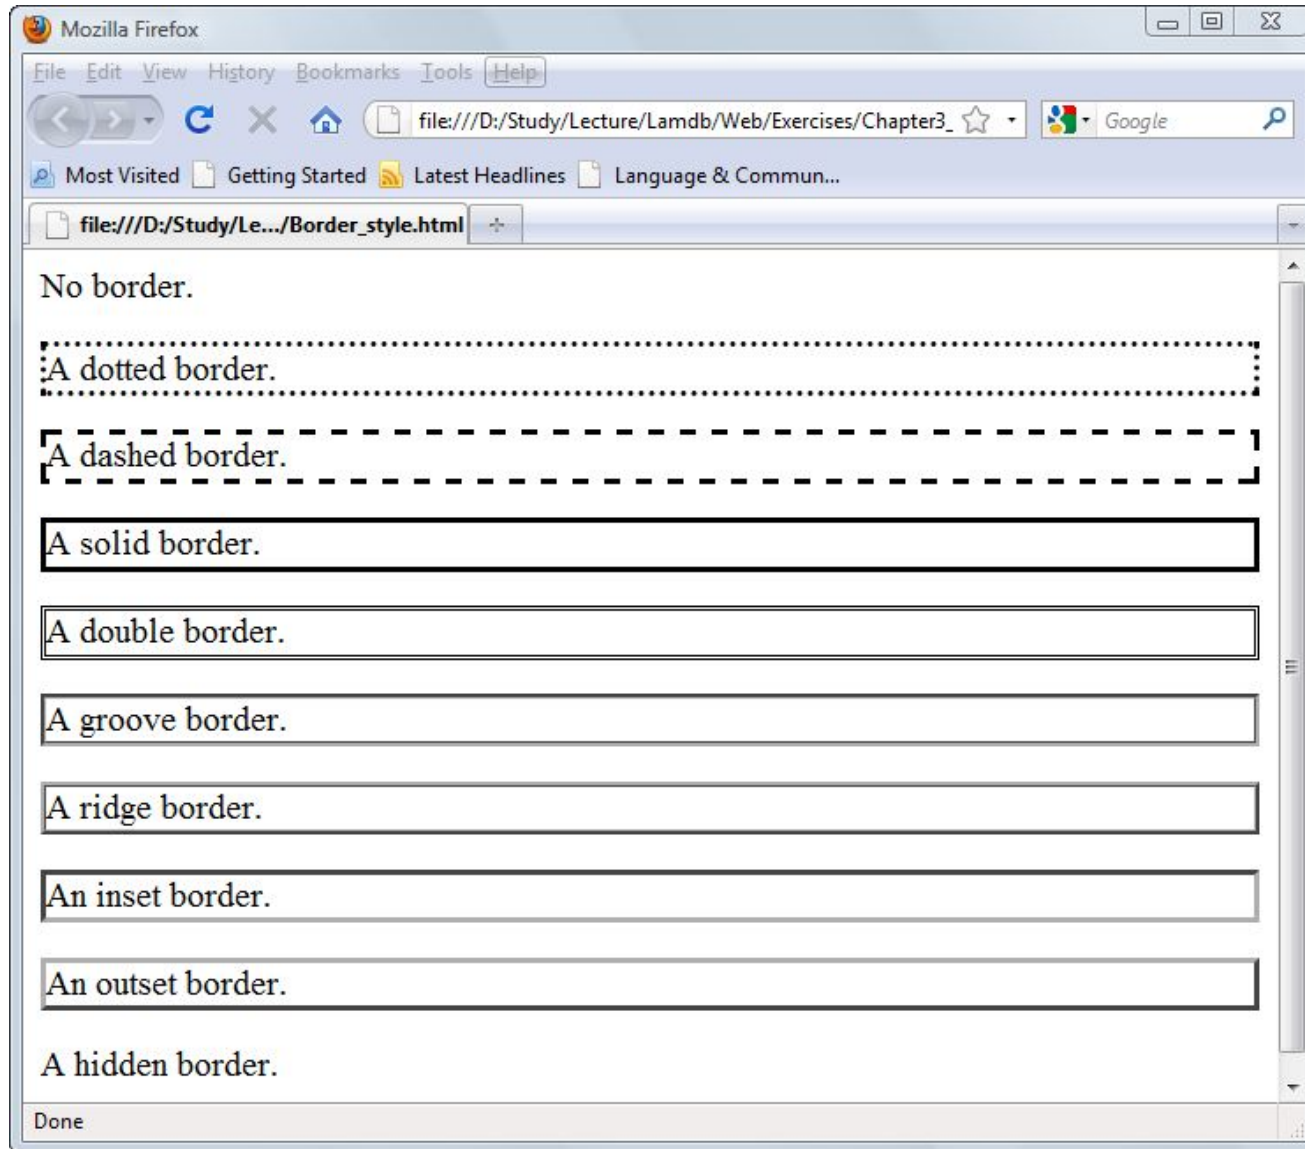 Mozilla Firefox
File Edit View History Bookmarks Tools Help
file:///D:/Study/Lecture/Lamdb/Web/Exercises/Chapter3_ Google
Most Visited Getting Started Latest Headlines Language & Commun...
file:///D:/Study/Le.../Border_style.html
No border.
A dotted border.
A dashed border.
A solid border.
A double border.
A groove border.
A ridge border.
An inset border.
An outset border.
A hidden border.
Done